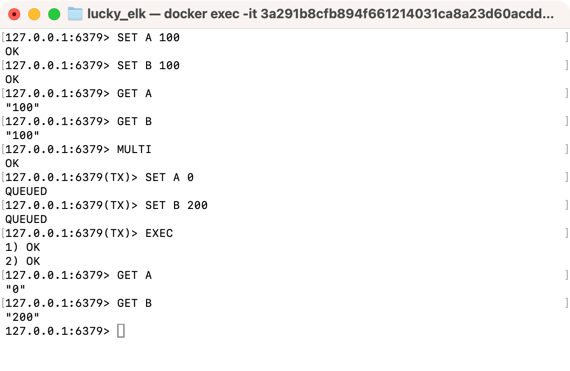 lucky_elk — docker exec -it 3a291b8cfb894f661214031ca8a23d60acdd...
[127.0.0.1:6379> SET A 100 ]
OK
[127.0.0.1:6379> SET B 100 ]
OK
[127.0.0.1:6379> GET A ]
"100"
[127.0.0.1:6379> GET B ]
"100"
[127.0.0.1:6379> MULTI ]
OK
[127.0.0.1:6379(TX)> SET A 0 ]
QUEUED
[127.0.0.1:6379(TX)> SET B 200 ]
QUEUED
[127.0.0.1:6379(TX)> EXEC ]
1) OK
2) OK
[127.0.0.1:6379> GET A ]
"0"
[127.0.0.1:6379> GET B ]
"200"
127.0.0.1:6379>